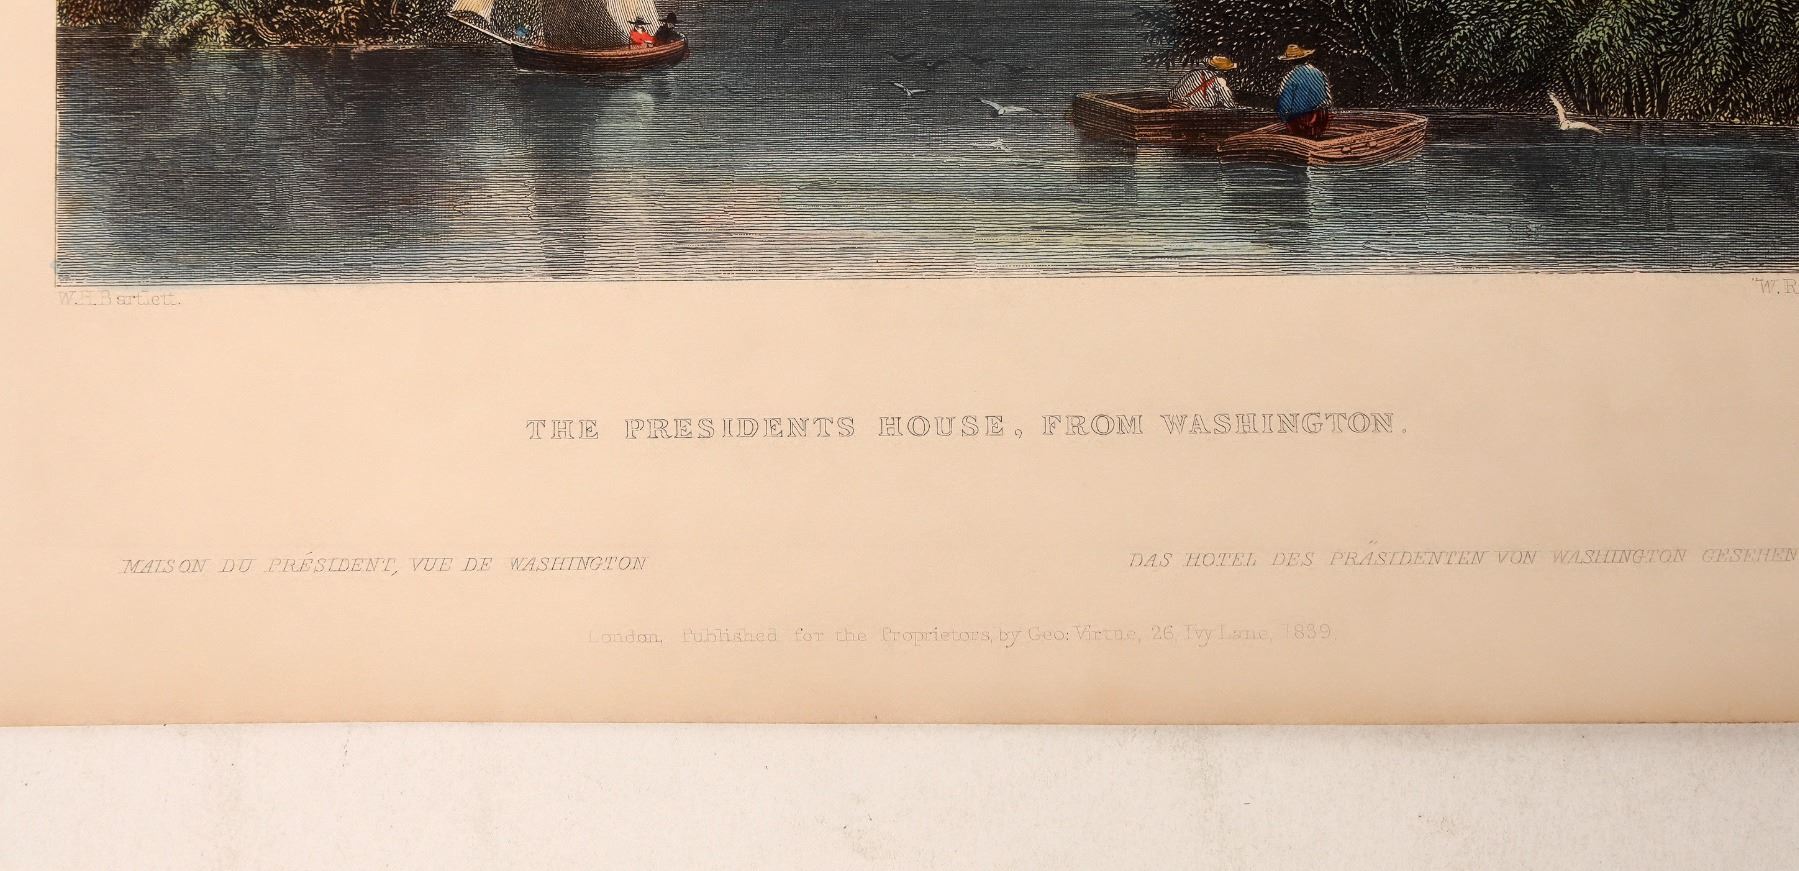 W.H.Bartlett.
W.R
THE PRESIDENTS HOUSE, FROM WASHINGTON.
MAISON DU PRÉSIDENT, VUE DE WASHINGTON
DAS HOTEL DES PRÄSIDENTEN VON WASHINGTON GESEHEN
London, Published for the Proprietors, by Geo: Virtue, 26, Ivy Lane, 1839.